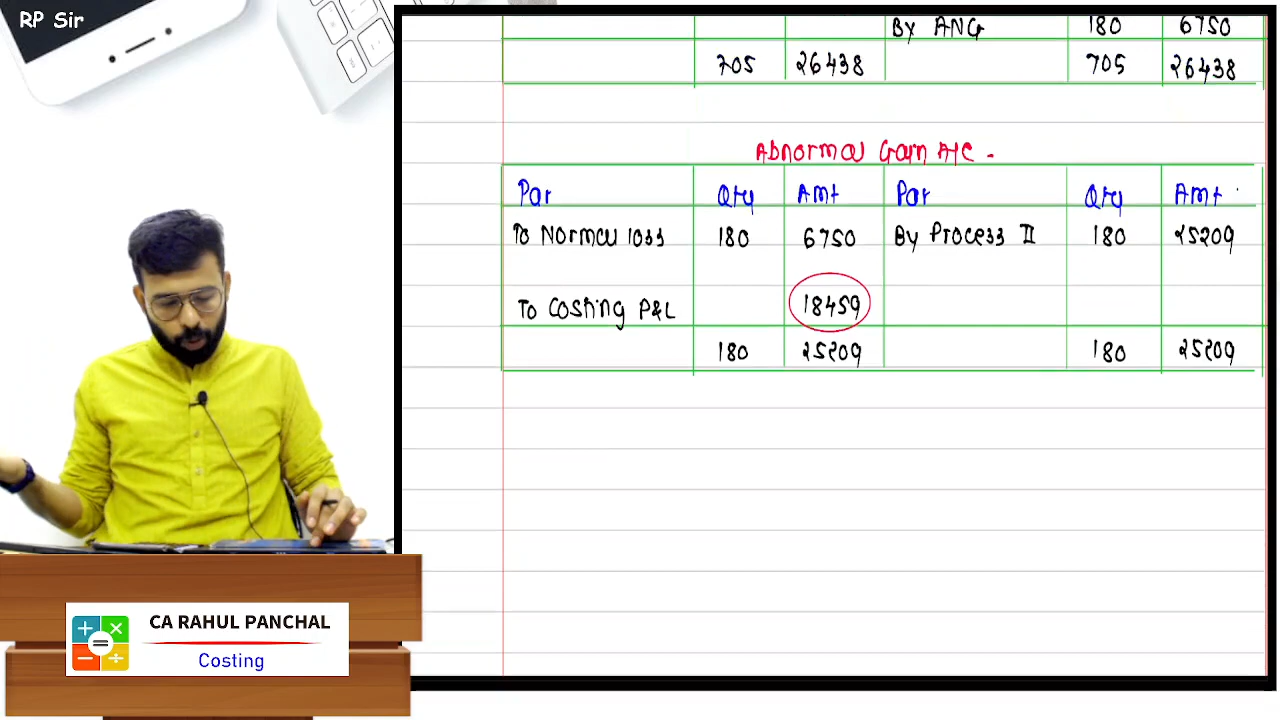 RP Sir
By ANG 180 6750
705 26438 705 26438
Abnormal Gain A/C -
Par Qty Amt Par Qty Amt
To Normal loss 180 6750 By Process II 180 25209
To Costing P&L 18459
180 25209 180 25209
CA RAHUL PANCHAL
Costing